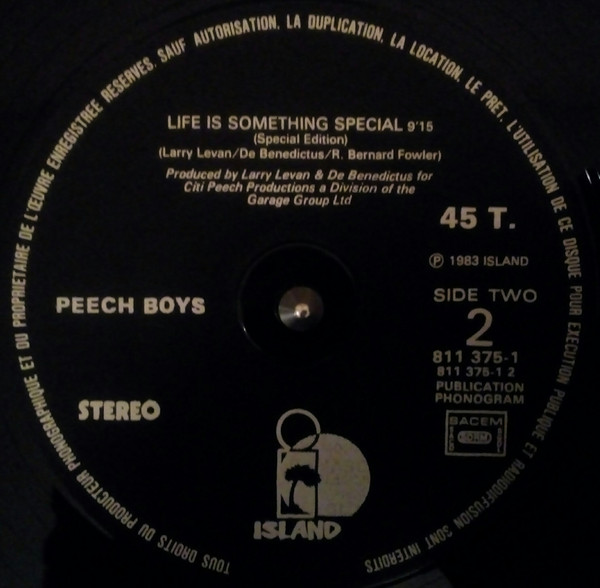 TOUS DROITS DU PRODUCTEUR PHONOGRAPHIQUE ET DU PROPRIETAIRE DE L'ŒUVRE ENREGISTREE RESERVES. SAUF AUTORISATION, LA DUPLICATION, LA LOCATION, LE PRET, L'UTILISATION DE CE DISQUE POUR EXECUTION PUBLIQUE ET RADIODIFFUSION SONT INTERDITS
LIFE IS SOMETHING SPECIAL 9'15
(Special Edition)
(Larry Levan/De Benedictus/R. Bernard Fowler)
Produced by Larry Levan & De Benedictus for
Citi Peech Productions a Division of the
Garage Group Ltd
45 T.
Ⓟ 1983 ISLAND
PEECH BOYS
SIDE TWO
2
811 375-1
811 375-1 2
PUBLICATION
PHONOGRAM
STEREO
SACEM
SDRM
ISLAND